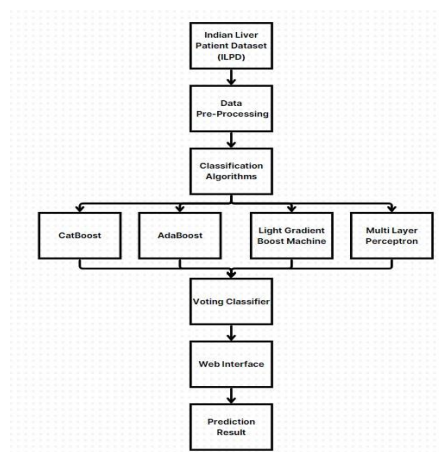 Indian Liver
Patient Dataset
(ILPD)
Data
Pre-Processing
Classification
Algorithms
CatBoost
AdaBoost
Light Gradient
Boost Machine
Multi Layer
Perceptron
Voting Classifier
Web Interface
Prediction
Result